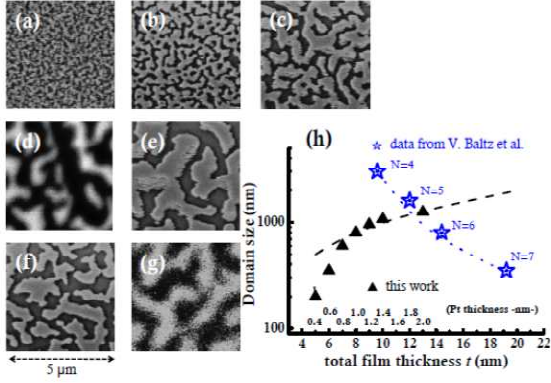 (a)
(b)
(c)
(d)
(e)
(f)
(g)
5 µm
(h)
data from V. Baltz et al.
N=4
N=5
N=6
N=7
this work
Domain size (nm)
1000
100
0.4 0.6 0.8 1.0 1.2 1.4 1.6 1.8 2.0
(Pt thickness -nm-)
4 6 8 10 12 14 16 18 20 22
total film thickness t (nm)